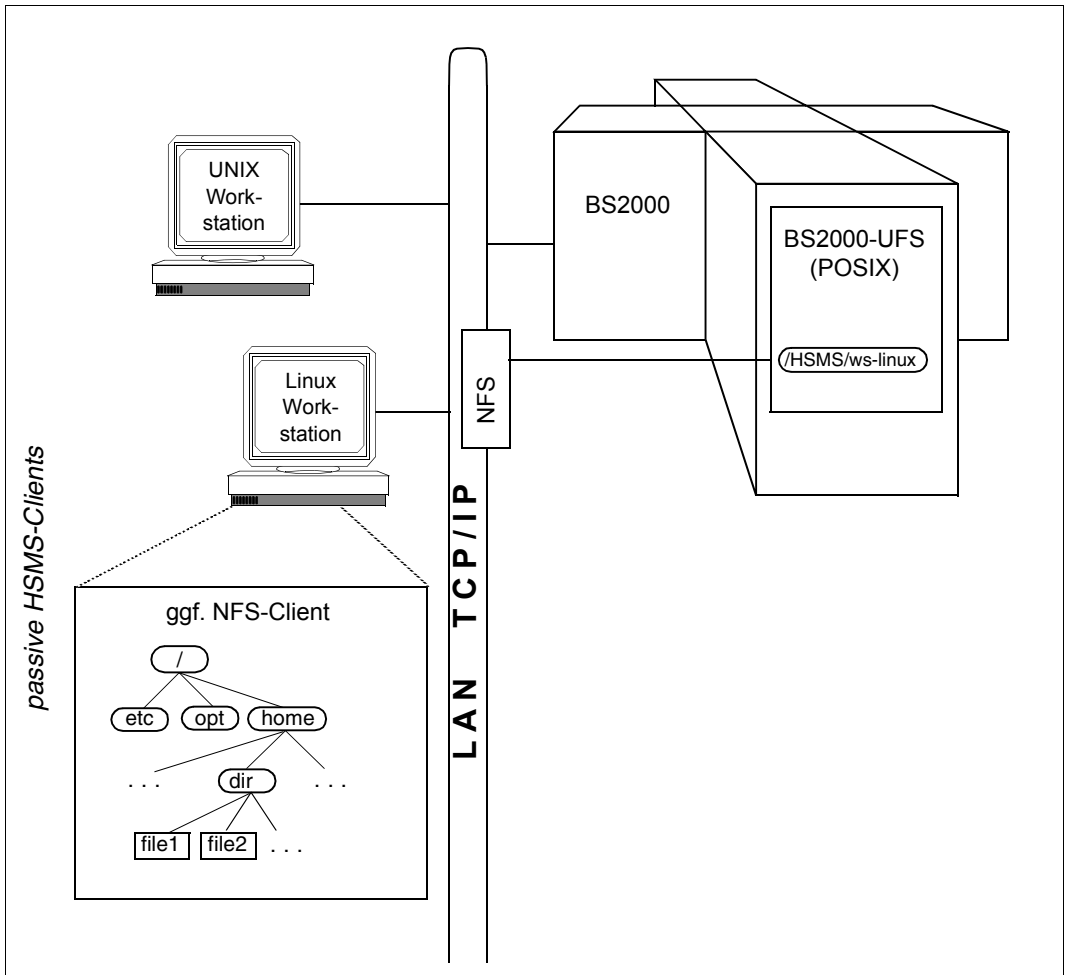 UNIX
Work-
station
BS2000
BS2000-UFS
(POSIX)
/HSMS/ws-linux
Linux
Work-
station
NFS
passive HSMS-Clients
LAN TCP/IP
ggf. NFS-Client
/
etc opt home
. . . dir . . .
file1 file2 . . .